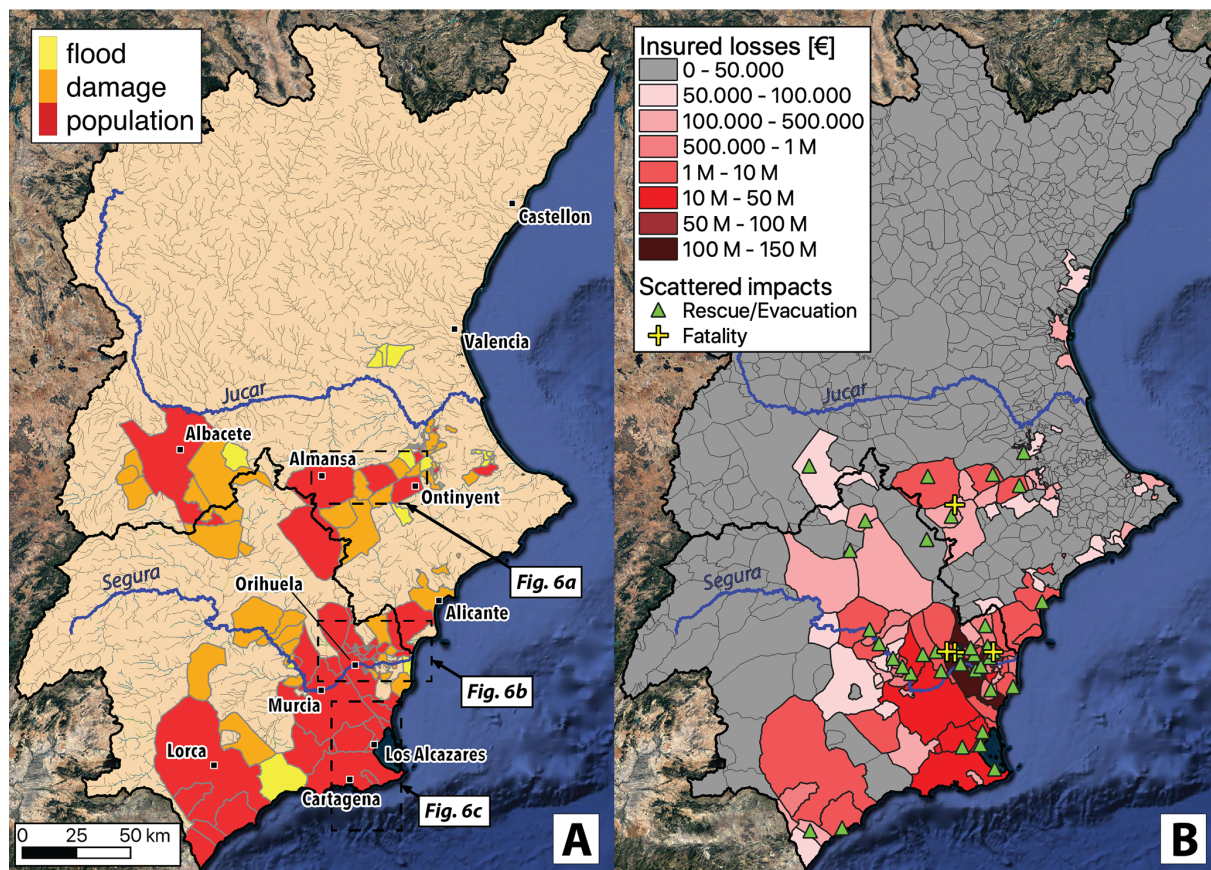 flood
damage
population
Castellon
Valencia
Jucar
Albacete
Almansa
Ontinyent
Fig. 6a
Segura
Orihuela
Alicante
Fig. 6b
Murcia
Lorca
Los Alcazares
Cartagena
Fig. 6c
0 25 50 km
A
Insured losses [€]
0 - 50.000
50.000 - 100.000
100.000 - 500.000
500.000 - 1 M
1 M - 10 M
10 M - 50 M
50 M - 100 M
100 M - 150 M
Scattered impacts
Rescue/Evacuation
Fatality
Jucar
Segura
B